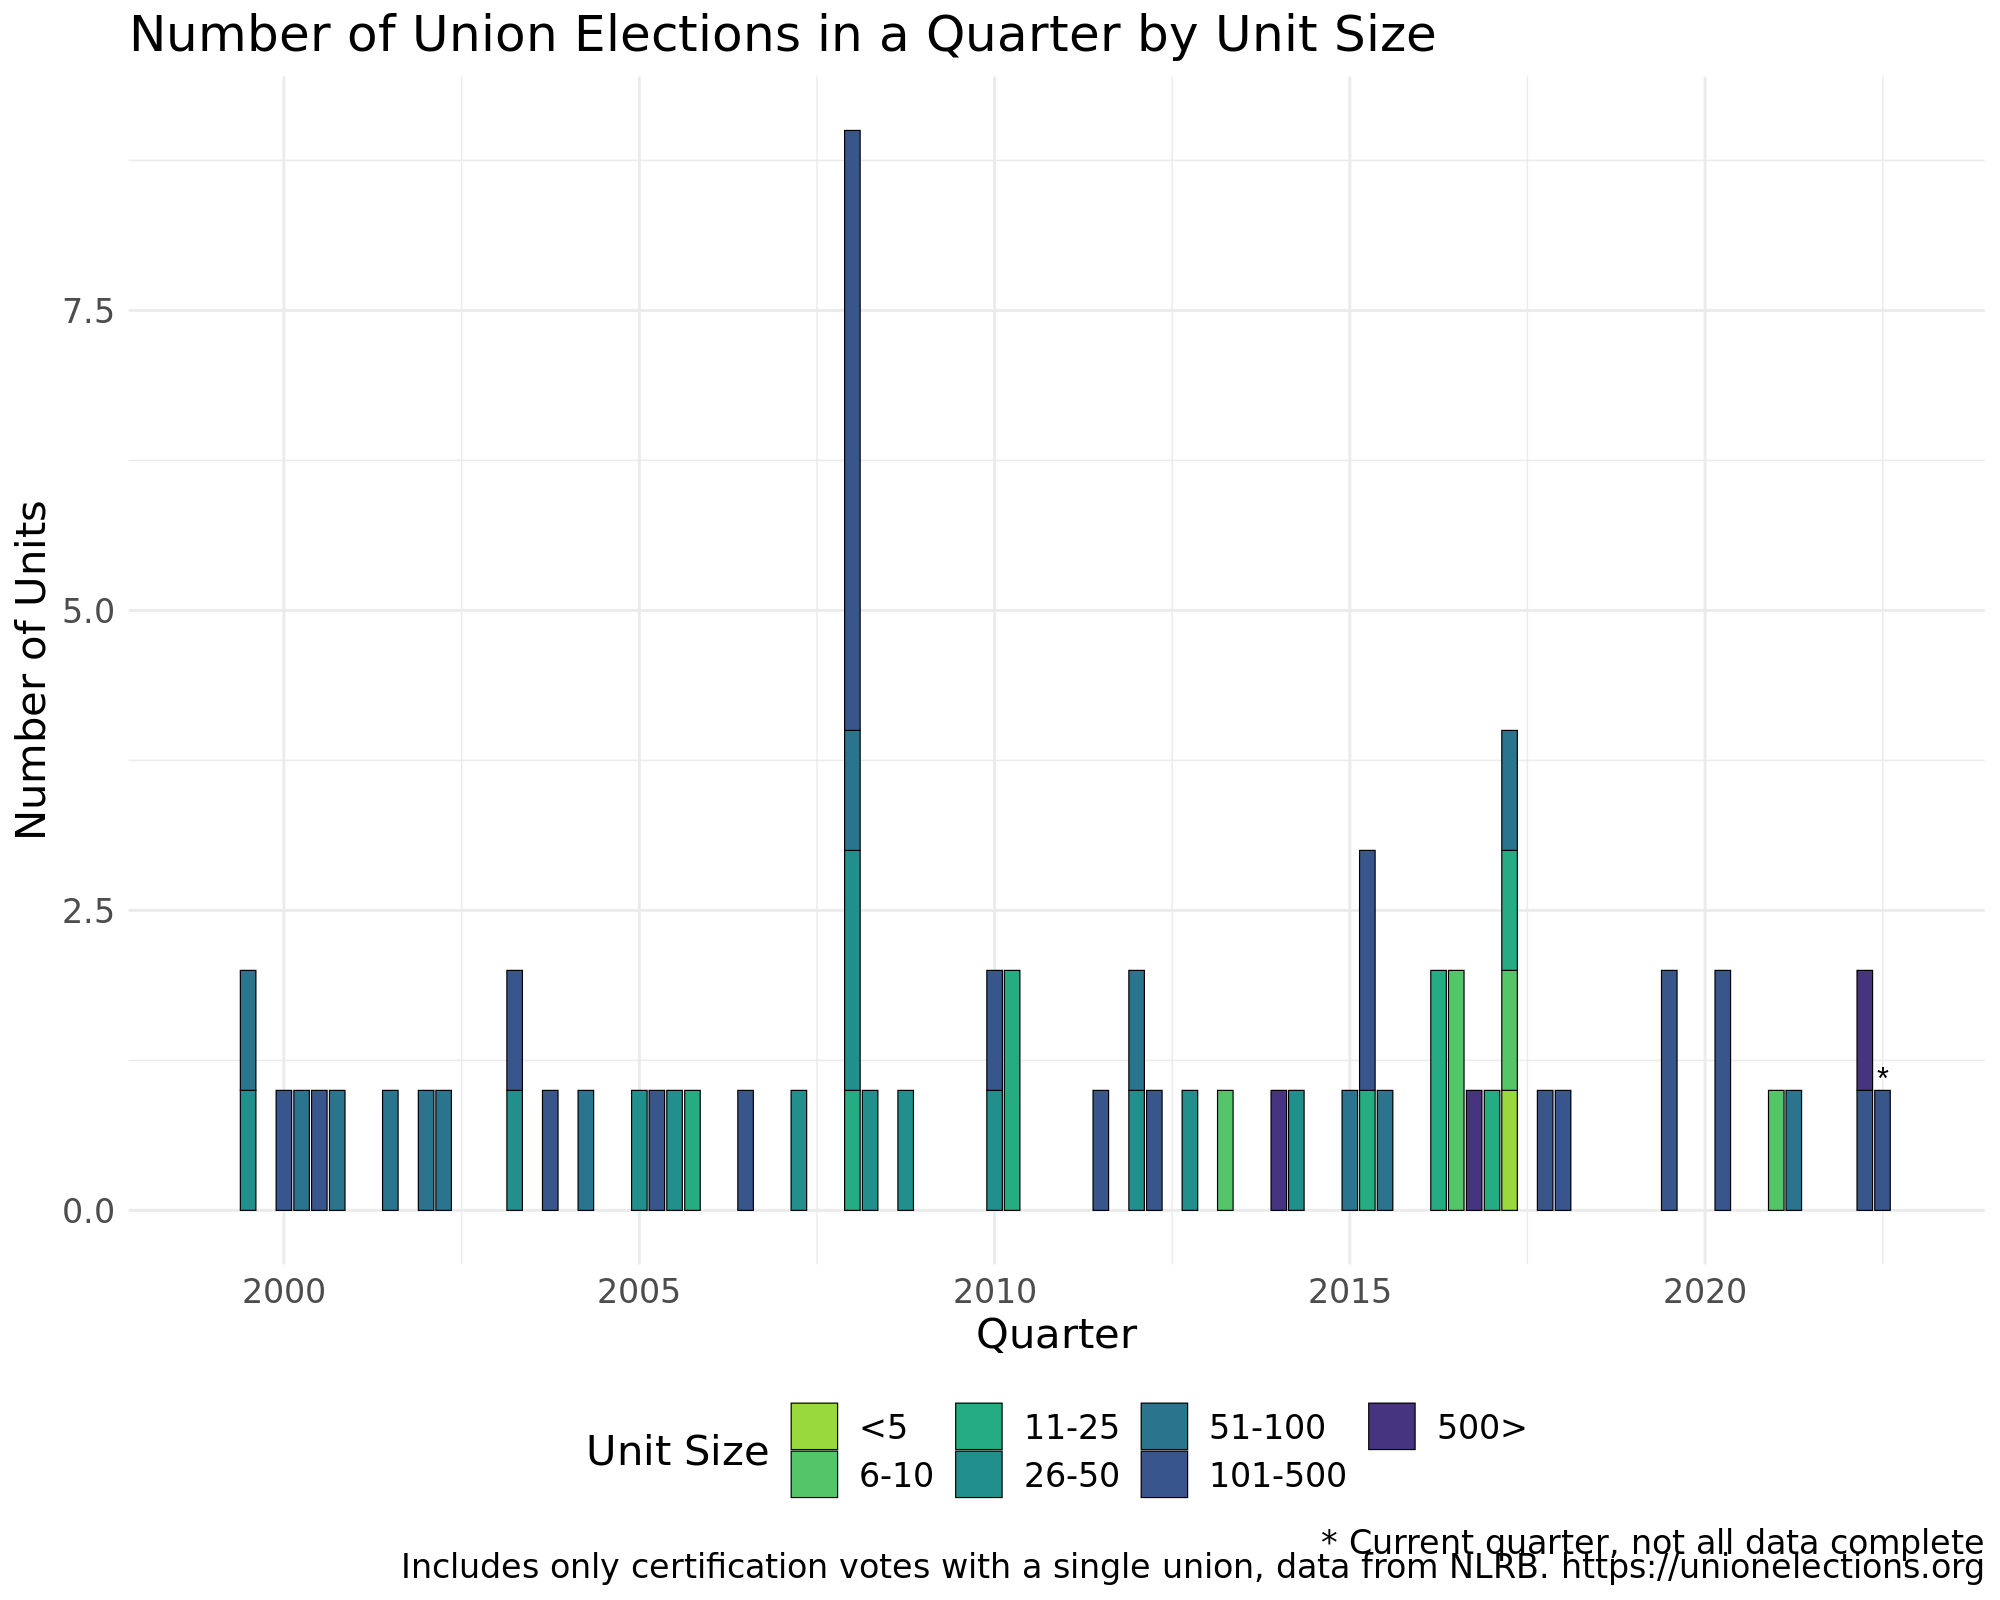 Number of Union Elections in a Quarter by Unit Size
Number of Units
7.5
5.0
2.5
0.0
*
2000 2005 2010 2015 2020
Quarter
Unit Size
<5 11-25 51-100 500>
6-10 26-50 101-500
* Current quarter, not all data complete
Includes only certification votes with a single union, data from NLRB. https://unionelections.org